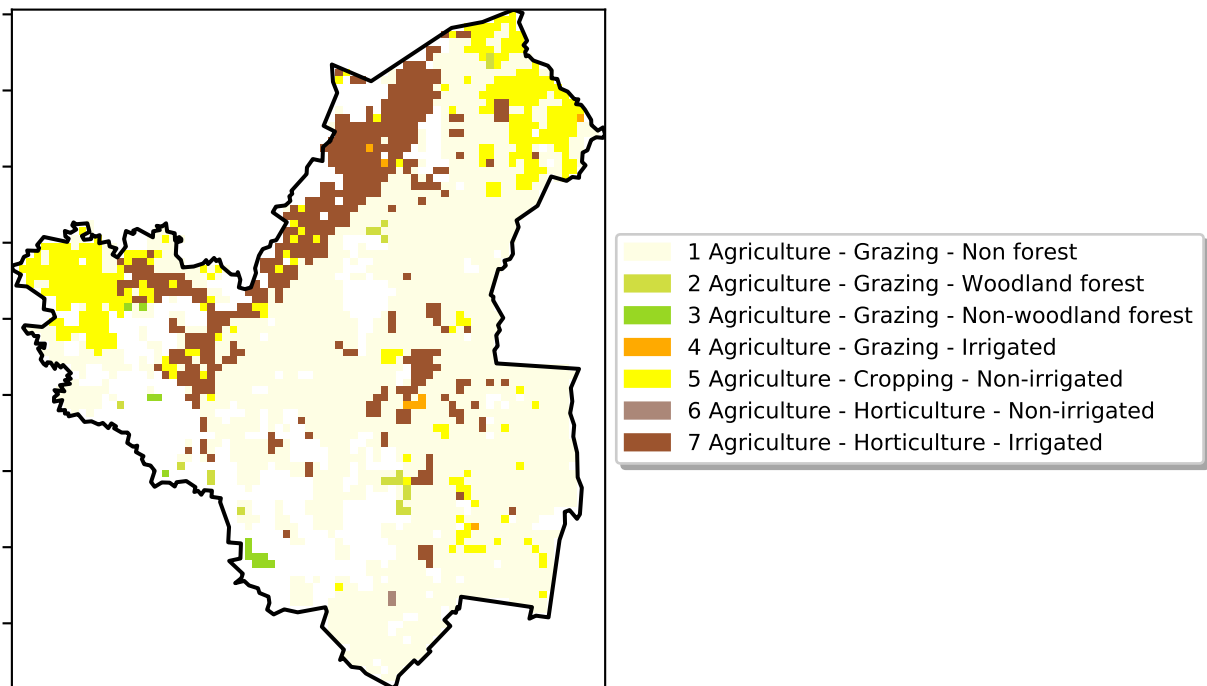 1 Agriculture - Grazing - Non forest
2 Agriculture - Grazing - Woodland forest
3 Agriculture - Grazing - Non-woodland forest
4 Agriculture - Grazing - Irrigated
5 Agriculture - Cropping - Non-irrigated
6 Agriculture - Horticulture - Non-irrigated
7 Agriculture - Horticulture - Irrigated